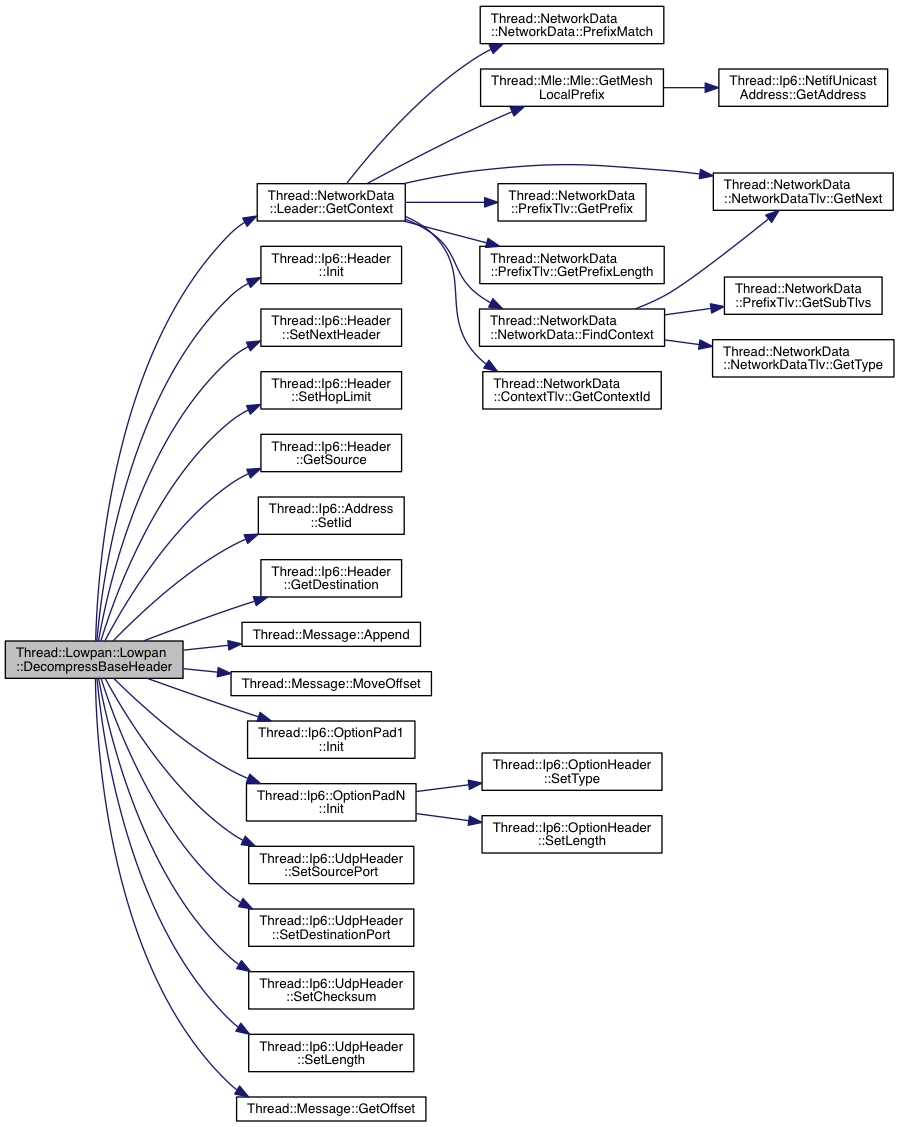 Thread::NetworkData
::NetworkData::PrefixMatch
Thread::Mle::Mle::GetMesh
LocalPrefix
Thread::Ip6::NetifUnicast
Address::GetAddress
Thread::NetworkData
::Leader::GetContext
Thread::NetworkData
::PrefixTlv::GetPrefix
Thread::NetworkData
::NetworkDataTlv::GetNext
Thread::Ip6::Header
::Init
Thread::NetworkData
::PrefixTlv::GetPrefixLength
Thread::NetworkData
::PrefixTlv::GetSubTlvs
Thread::Ip6::Header
::SetNextHeader
Thread::NetworkData
::NetworkData::FindContext
Thread::NetworkData
::NetworkDataTlv::GetType
Thread::Ip6::Header
::SetHopLimit
Thread::NetworkData
::ContextTlv::GetContextId
Thread::Ip6::Header
::GetSource
Thread::Ip6::Address
::SetIid
Thread::Ip6::Header
::GetDestination
Thread::Message::Append
Thread::Lowpan::Lowpan
::DecompressBaseHeader
Thread::Message::MoveOffset
Thread::Ip6::OptionPad1
::Init
Thread::Ip6::OptionPadN
::Init
Thread::Ip6::OptionHeader
::SetType
Thread::Ip6::OptionHeader
::SetLength
Thread::Ip6::UdpHeader
::SetSourcePort
Thread::Ip6::UdpHeader
::SetDestinationPort
Thread::Ip6::UdpHeader
::SetChecksum
Thread::Ip6::UdpHeader
::SetLength
Thread::Message::GetOffset